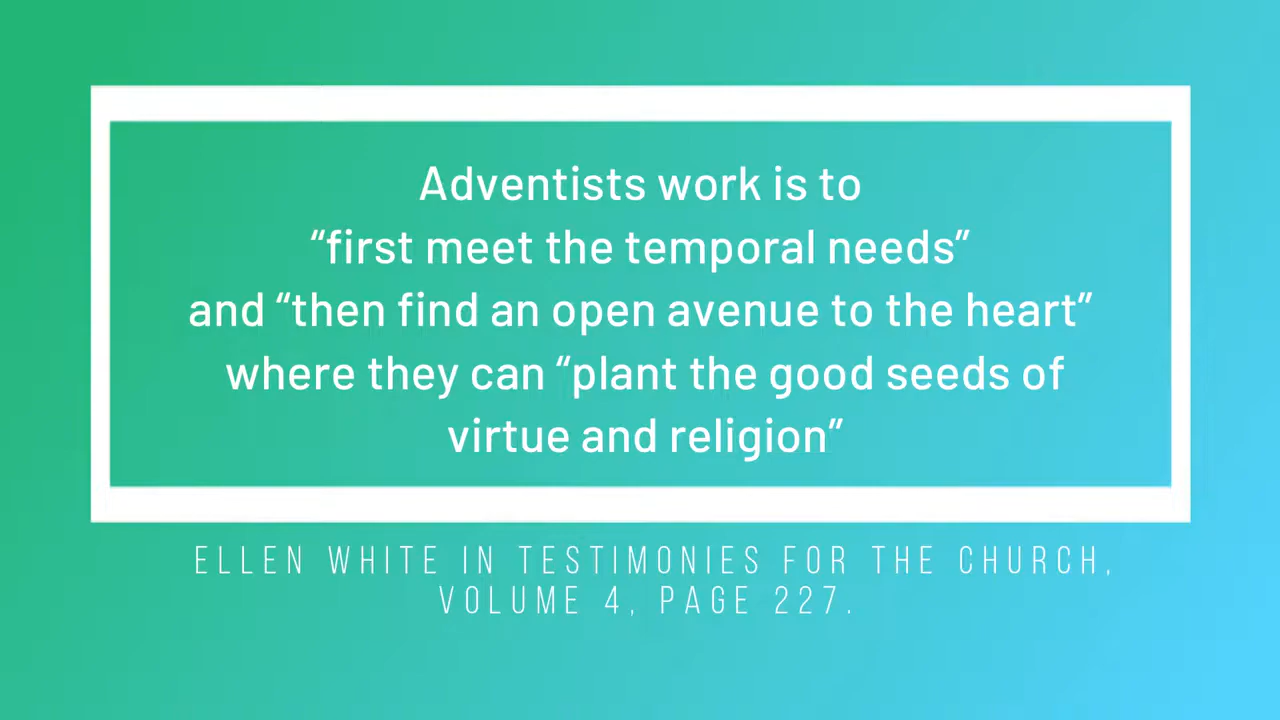 Adventists work is to
“first meet the temporal needs”
and “then find an open avenue to the heart”
where they can “plant the good seeds of
virtue and religion”
ELLEN WHITE IN TESTIMONIES FOR THE CHURCH,
VOLUME 4, PAGE 227.